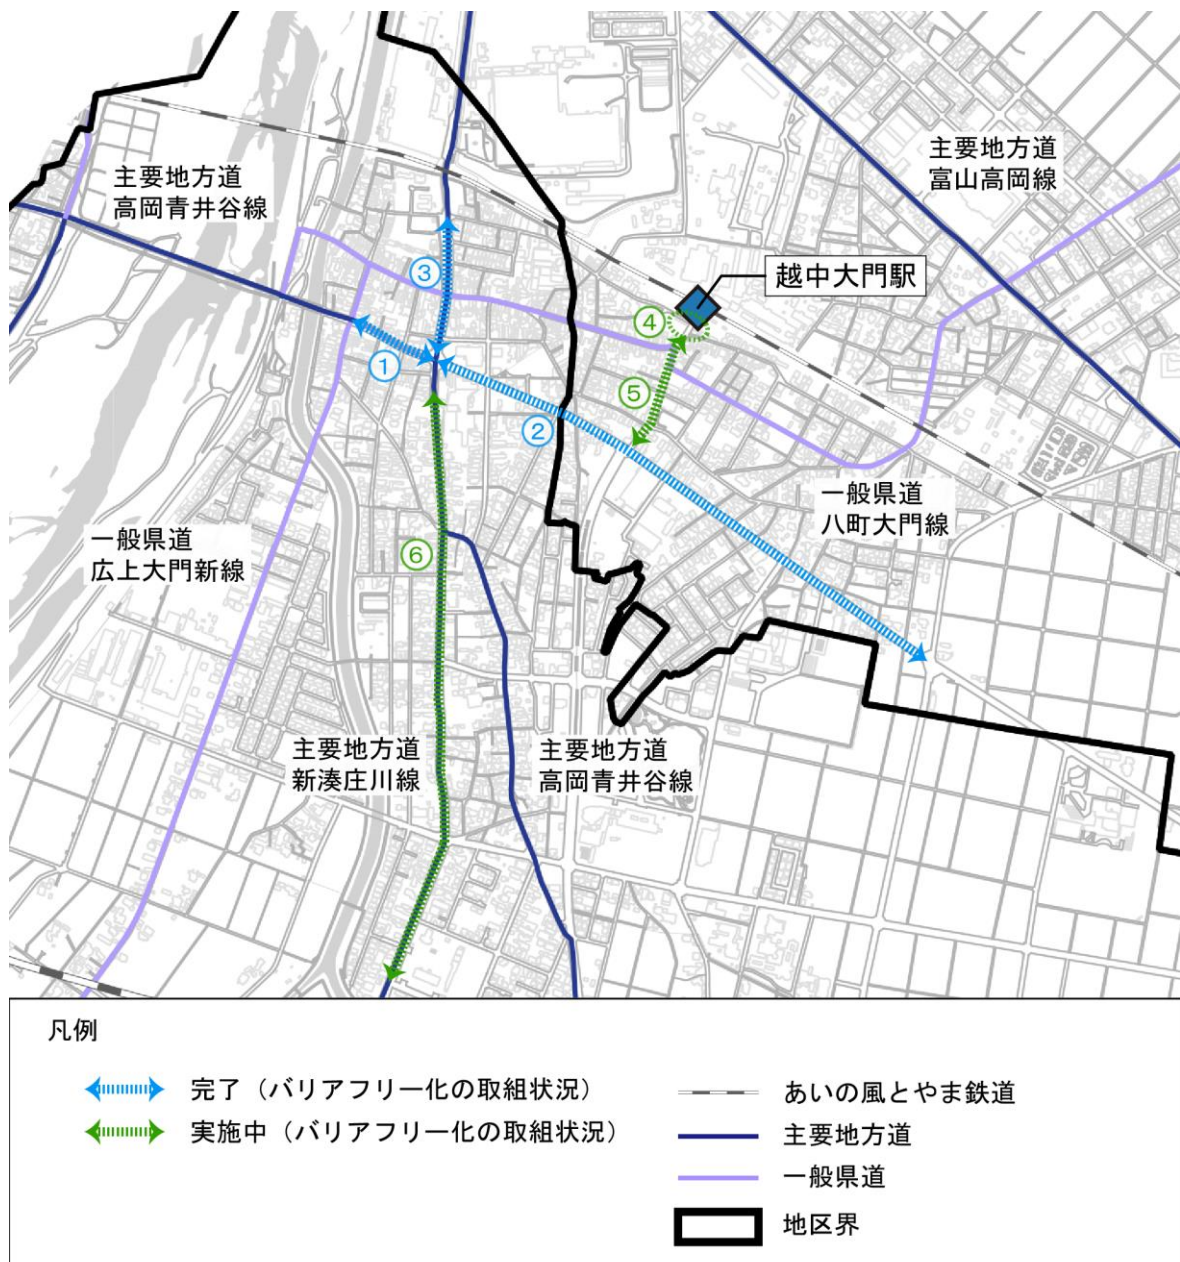 主要地方道
富山高岡線
主要地方道
高岡青井谷線
越中大門駅
③
④
①
⑤
②
一般県道
八町大門線
一般県道
広上大門新線
⑥
主要地方道
新湊庄川線
主要地方道
高岡青井谷線
凡例
完了（バリアフリー化の取組状況）
実施中（バリアフリー化の取組状況）
あいの風とやま鉄道
主要地方道
一般県道
地区界